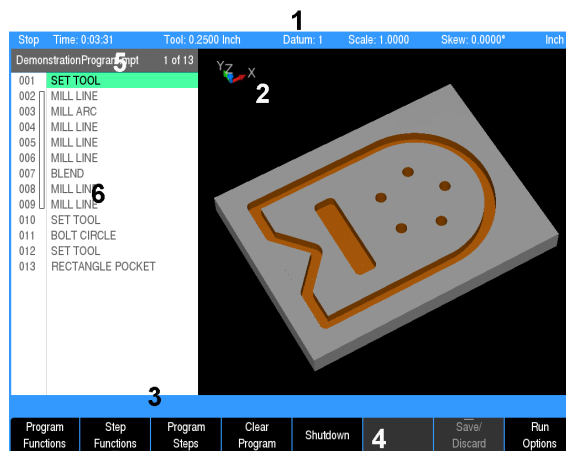 1
Stop Time: 0:03:31 Tool: 0.2500 Inch Datum: 1 Scale: 1.0000 Skew: 0.0000° Inch
5
1 of 13
Y Z X
2
001 SET TOOL
002 MILL LINE
003 MILL ARC
004 MILL LINE
005 MILL LINE
006 MILL LINE
007 BLEND
008 MILL LINE
6
009 MILL LINE
010 SET TOOL
011 BOLT CIRCLE
012 SET TOOL
013 RECTANGLE POCKET
3
Program Functions
Step Functions
Program Steps
Clear Program
Shutdown
4
Save/ Discard
Run Options